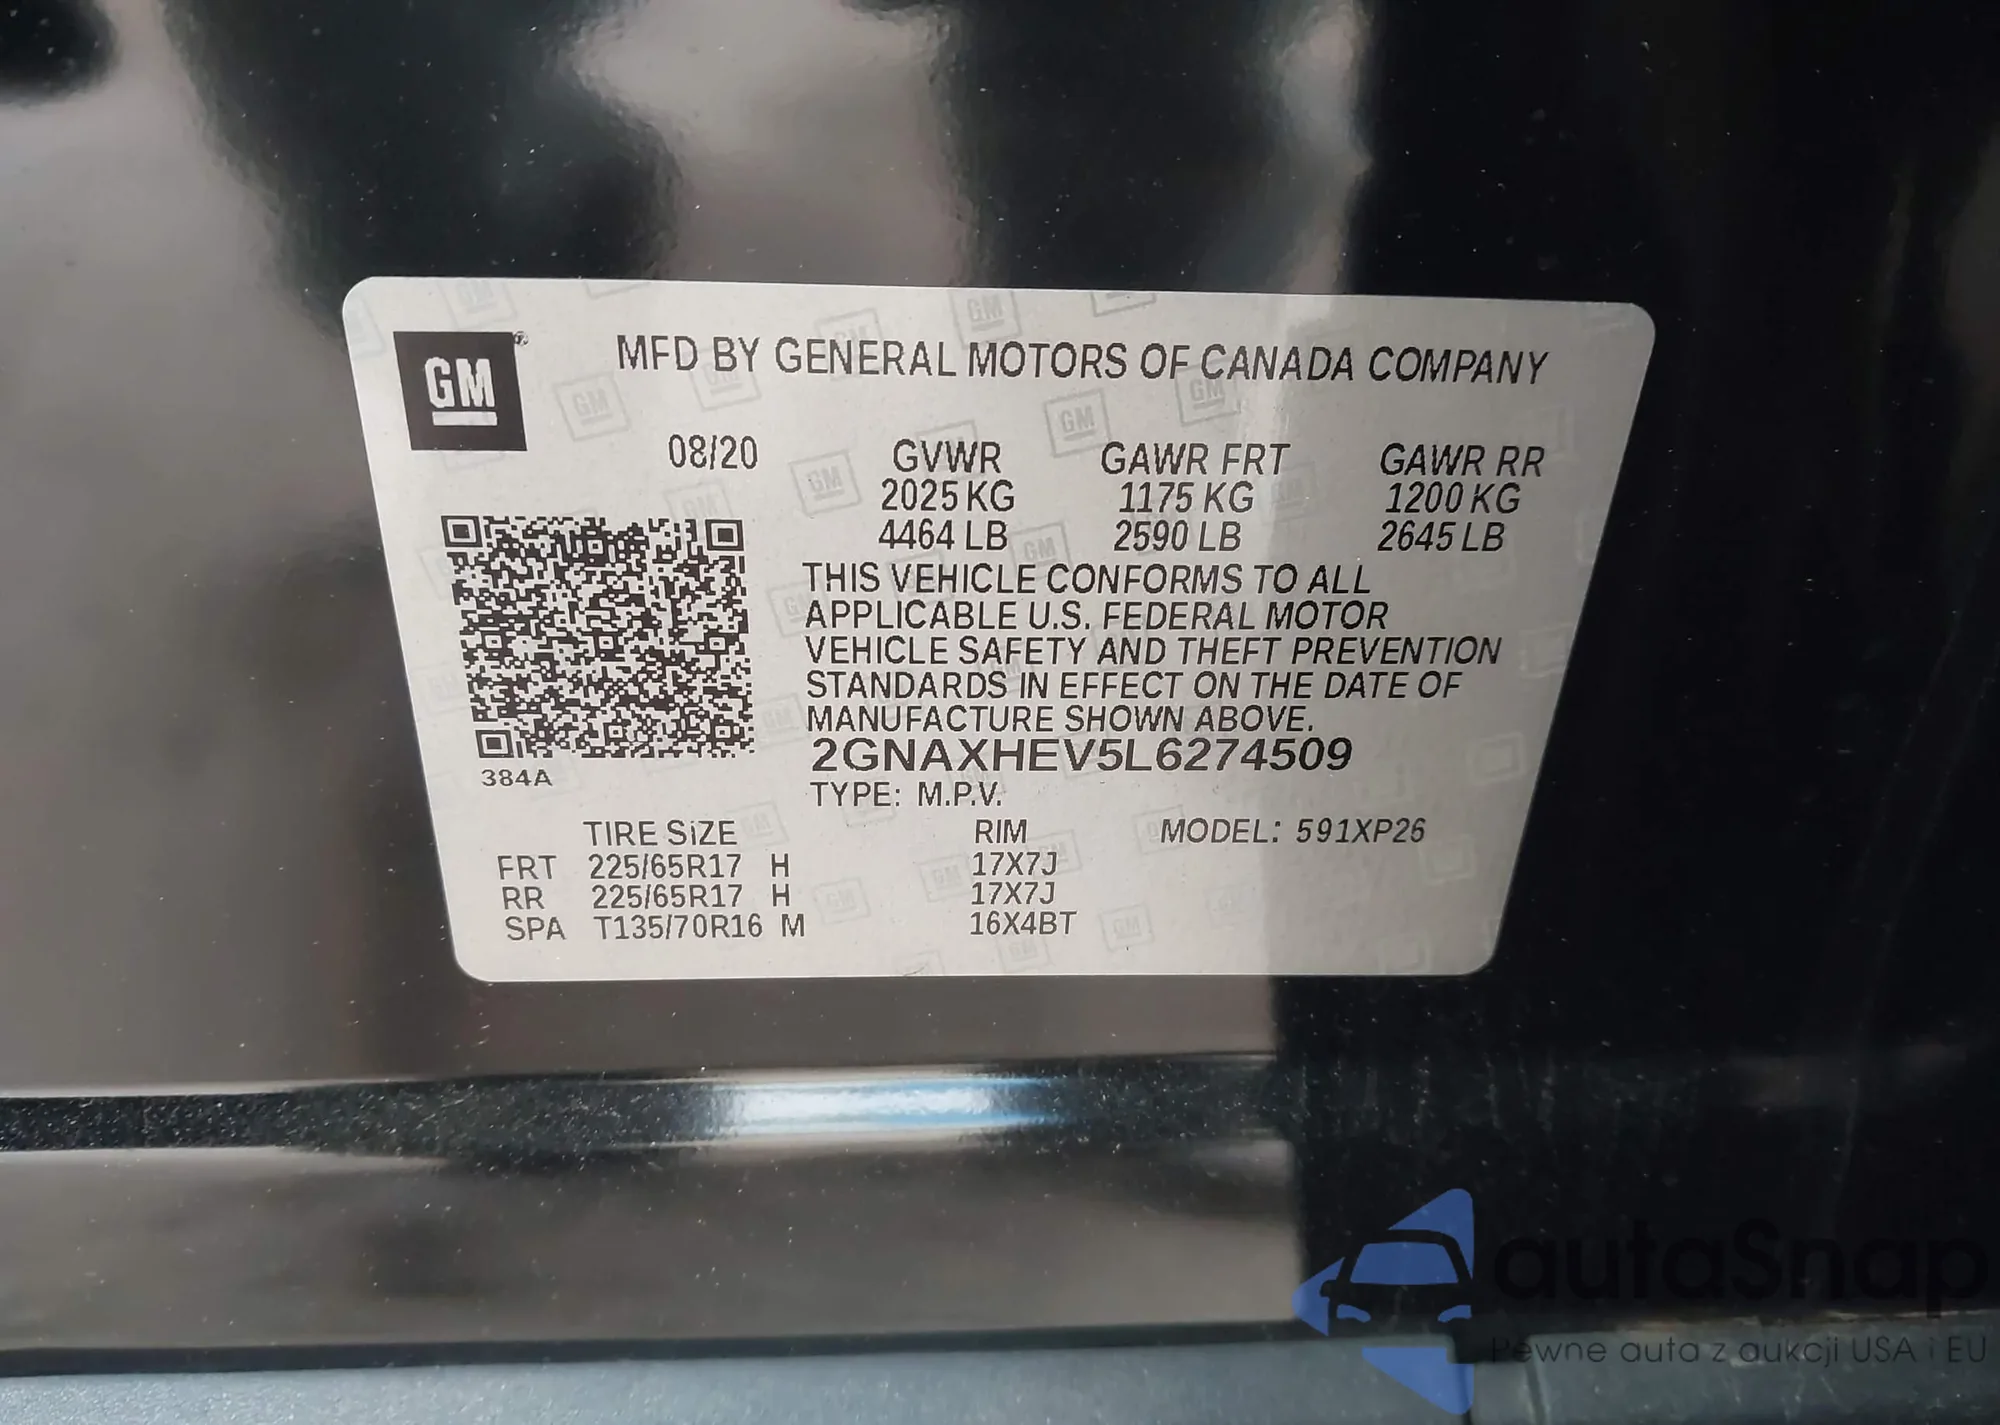 GM
MFD BY GENERAL MOTORS OF CANADA COMPANY
08/20 GVWR GAWR FRT GAWR RR
2025 KG 1175 KG 1200 KG
4464 LB 2590 LB 2645 LB
THIS VEHICLE CONFORMS TO ALL
APPLICABLE U.S. FEDERAL MOTOR
VEHICLE SAFETY AND THEFT PREVENTION
STANDARDS IN EFFECT ON THE DATE OF
MANUFACTURE SHOWN ABOVE.
2GNAXHEV5L6274509
384A
TYPE: M.P.V.
TIRE SiZE RIM MODEL: 591XP26
FRT 225/65R17 H 17X7J
RR 225/65R17 H 17X7J
SPA T135/70R16 M 16X4BT
autaSnap
Pewne auta z aukcji USA i EU